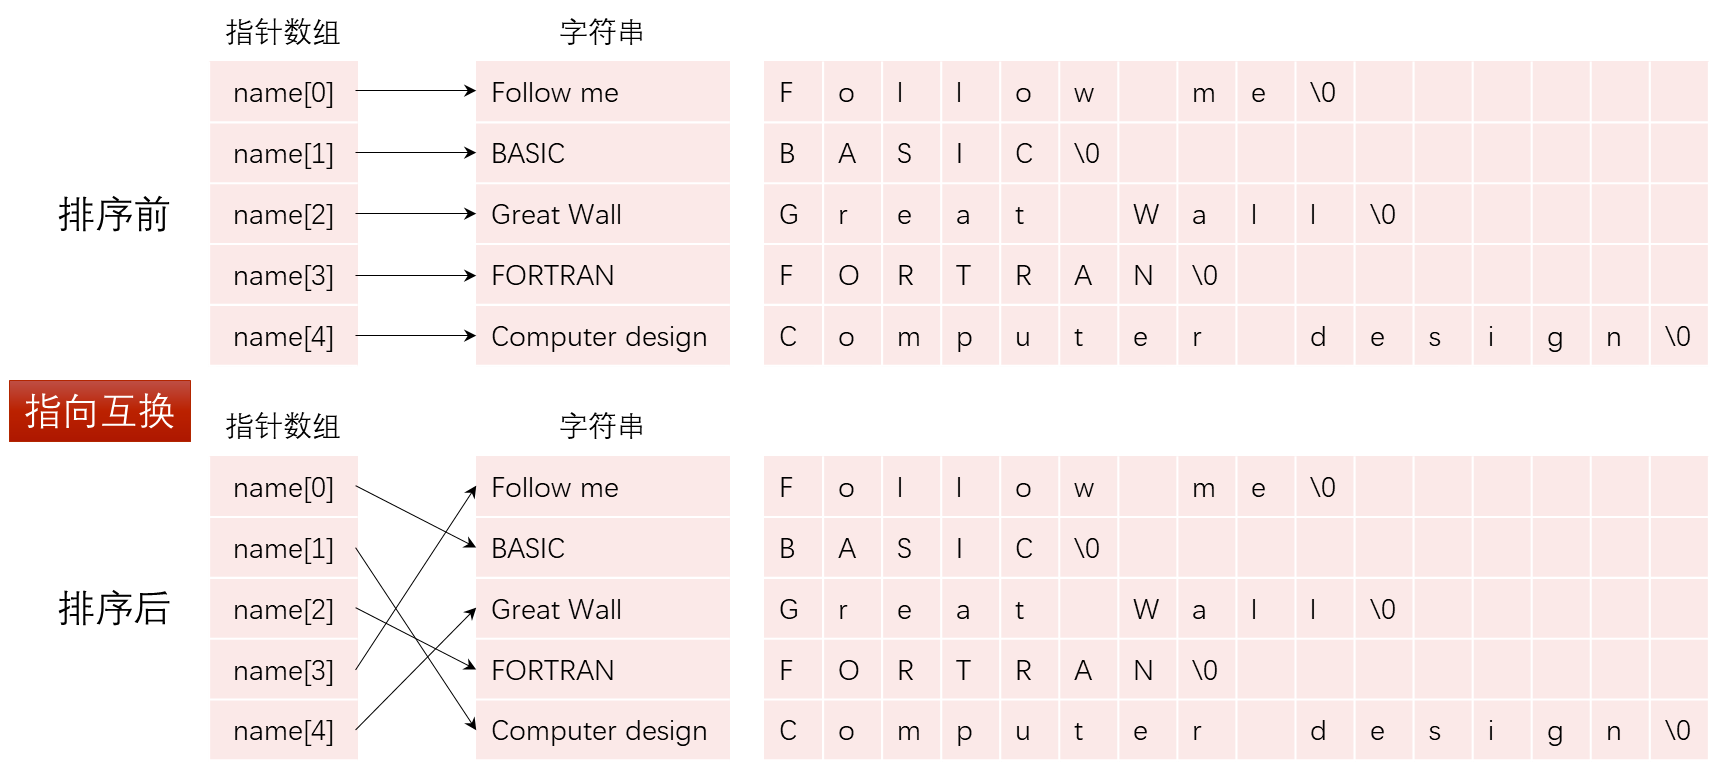 指针数组 字符串
name[0] Follow me F o l l o w m e \0
name[1] BASIC B A S I C \0
排序前
name[2] Great Wall G r e a t W a l l \0
name[3] FORTRAN F O R T R A N \0
name[4] Computer design C o m p u t e r d e s i g n \0
指向互换
指针数组 字符串
name[0] Follow me F o l l o w m e \0
name[1] BASIC B A S I C \0
排序后
name[2] Great Wall G r e a t W a l l \0
name[3] FORTRAN F O R T R A N \0
name[4] Computer design C o m p u t e r d e s i g n \0